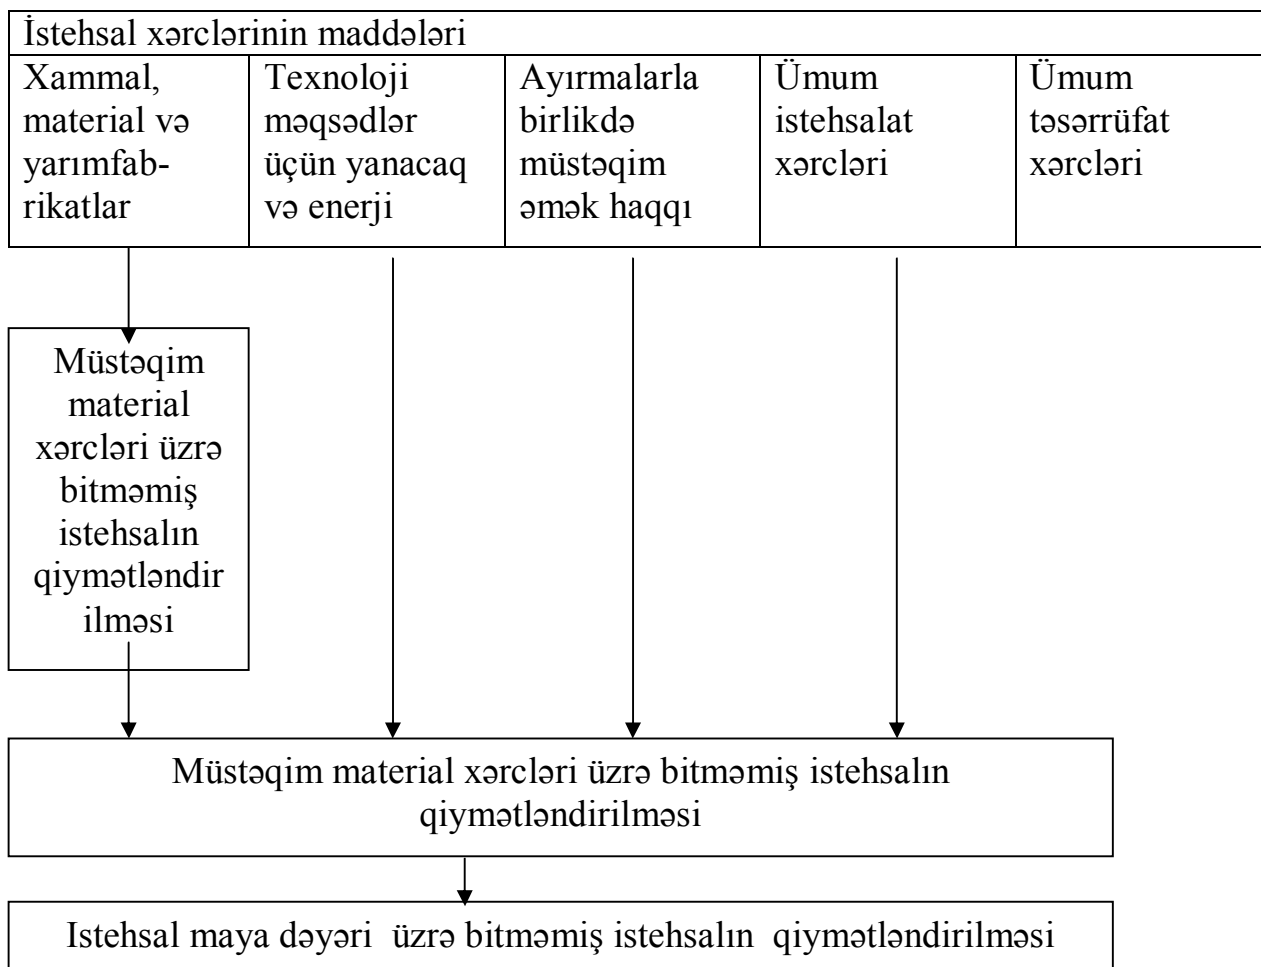 İstehsal xərclərinin maddələri
Xammal,
material və
yarımfab-
rikatlar
Texnoloji
məqsədlər
üçün yanacaq
və enerji
Ayırmalarla
birlikdə
müstəqim
əmək haqqı
Ümum
istehsalat
xərcləri
Ümum
təsərrüfat
xərcləri
Müstəqim
material
xərcləri üzrə
bitməmiş
istehsalın
qiymətləndir
ilməsi
Müstəqim material xərcləri üzrə bitməmiş istehsalın
qiymətləndirilməsi
Istehsal maya dəyəri üzrə bitməmiş istehsalın qiymətləndirilməsi